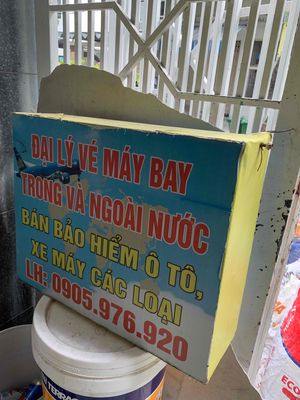 ĐẠI LÝ VÉ MÁY BAY
TRONG VÀ NGOÀI NƯỚC
BÁN BẢO HIỂM Ô TÔ,
XE MÁY CÁC LOẠI
LH: 0905.976.920